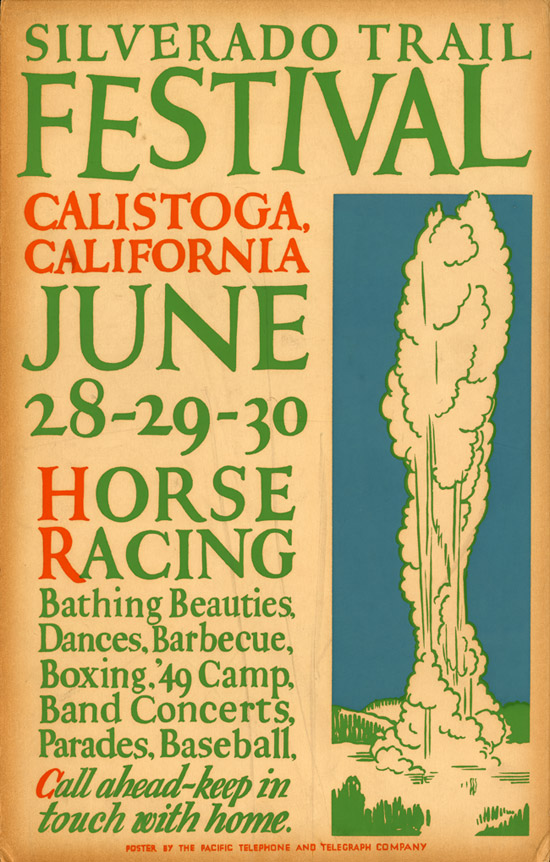 SILVERADO TRAIL
FESTIVAL
CALISTOGA,
CALIFORNIA
JUNE
28-29-30
HORSE
RACING
Bathing Beauties,
Dances, Barbecue,
Boxing, '49 Camp,
Band Concerts,
Parades, Baseball,
Call ahead-keep in
touch with home.
POSTER BY THE PACIFIC TELEPHONE AND TELEGRAPH COMPANY